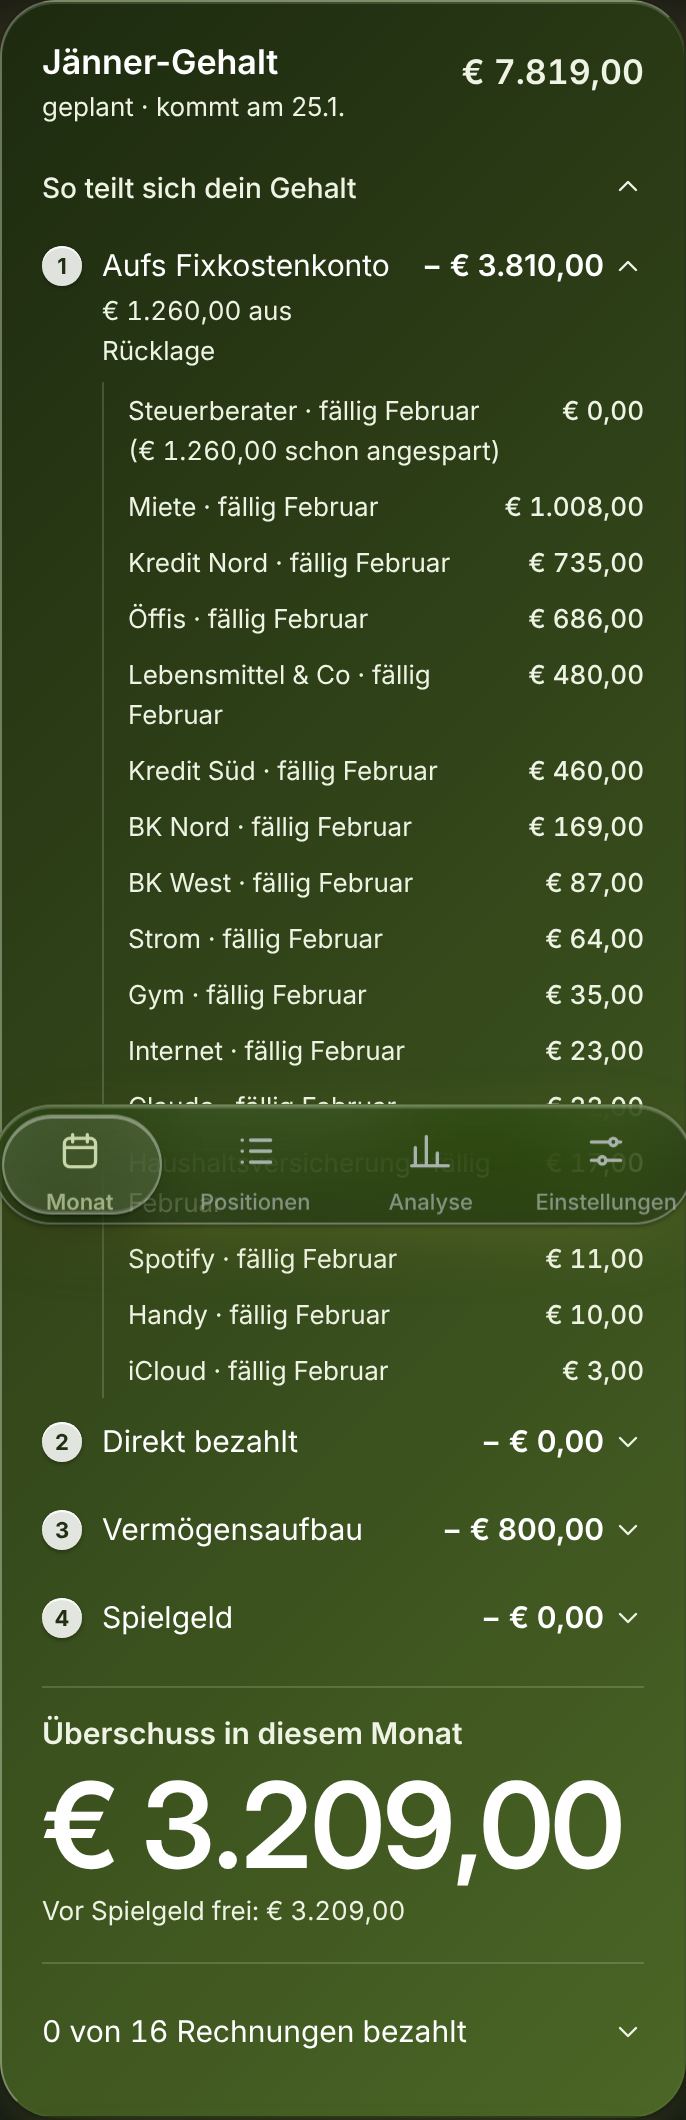 Jänner-Gehalt
€ 7.819,00
geplant · kommt am 25.1.
So teilt sich dein Gehalt
1 Aufs Fixkostenkonto – € 3.810,00
€ 1.260,00 aus
Rücklage
Steuerberater · fällig Februar € 0,00
(€ 1.260,00 schon angespart)
Miete · fällig Februar € 1.008,00
Kredit Nord · fällig Februar € 735,00
Öffis · fällig Februar € 686,00
Lebensmittel & Co · fällig € 480,00
Februar
Kredit Süd · fällig Februar € 460,00
BK Nord · fällig Februar € 169,00
BK West · fällig Februar € 87,00
Strom · fällig Februar € 64,00
Gym · fällig Februar € 35,00
Internet · fällig Februar € 23,00
fällig Februar
Haushaltsversicherung · fällig € 17,00
Februar
Monat Positionen Analyse Einstellungen
Spotify · fällig Februar € 11,00
Handy · fällig Februar € 10,00
iCloud · fällig Februar € 3,00
2 Direkt bezahlt – € 0,00
3 Vermögensaufbau – € 800,00
4 Spielgeld – € 0,00
Überschuss in diesem Monat
€ 3.209,00
Vor Spielgeld frei: € 3.209,00
0 von 16 Rechnungen bezahlt